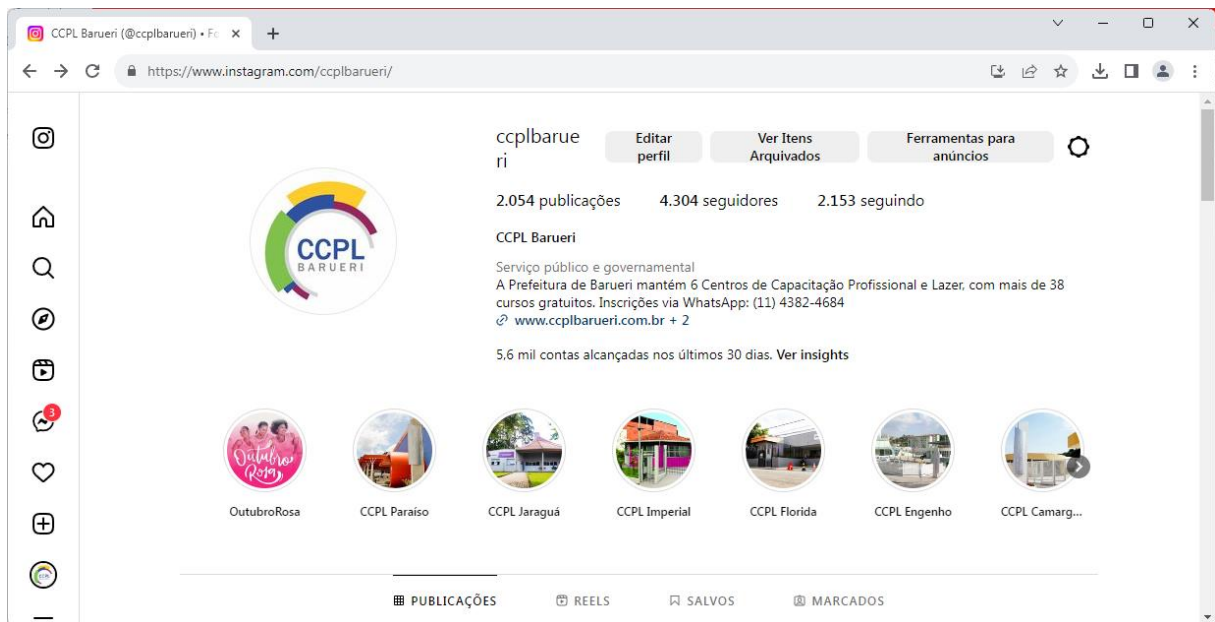 CCPL Barueri (@ccplbarueri) • Fo
https://www.instagram.com/ccplbarueri/
ccplbarue
ri
Editar
perfil
Ver Itens
Arquivados
Ferramentas para
anúncios
2.054 publicações 4.304 seguidores 2.153 seguindo
CCPL
BARUERI
CCPL Barueri
Serviço público e governamental
A Prefeitura de Barueri mantém 6 Centros de Capacitação Profissional e Lazer, com mais de 38
cursos gratuitos. Inscrições via WhatsApp: (11) 4382-4684
www.ccplbarueri.com.br + 2
5,6 mil contas alcançadas nos últimos 30 dias. Ver insights
3
Outubro
Rosa
OutubroRosa CCPL Paraíso CCPL Jaraguá CCPL Imperial CCPL Florida CCPL Engenho CCPL Camarg...
PUBLICAÇÕES REELS SALVOS MARCADOS